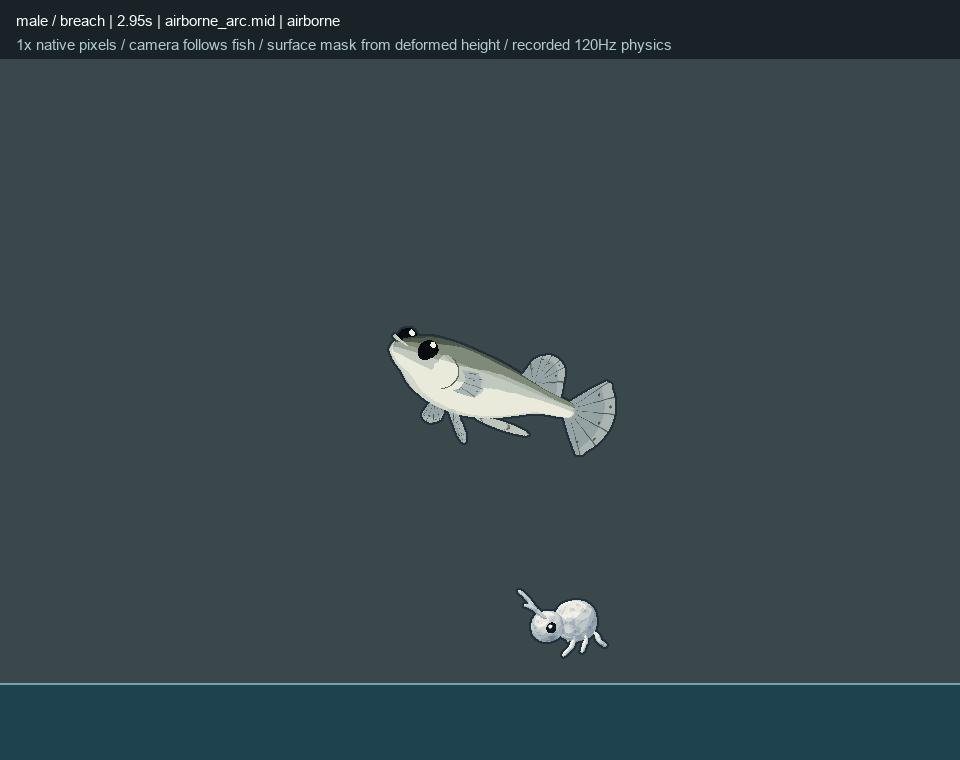 male / breach | 2.95s | airborne_arc.mid | airborne
1x native pixels / camera follows fish / surface mask from deformed height / recorded 120Hz physics